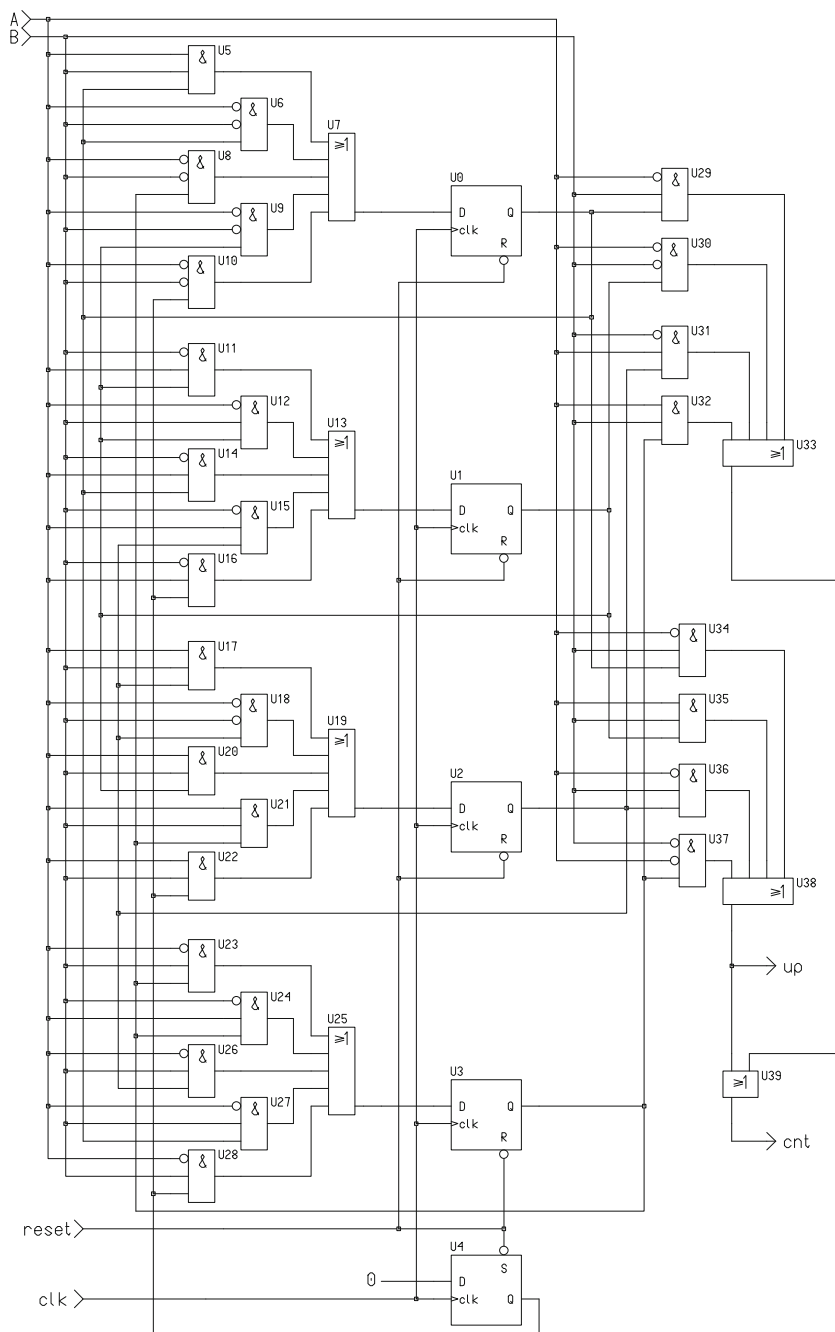 A
B
& U5
& U6
U7
≥1
& U8
& U9
& U10
U0
D Q
clk
R
& U29
& U30
& U31
& U32
≥1 U33
& U11
& U12
U13
≥1
& U14
& U15
& U16
U1
D Q
clk
R
& U17
& U18
U19
≥1
& U20
& U21
& U22
U2
D Q
clk
R
& U34
& U35
& U36
& U37
≥1 U38
up
≥1 U39
cnt
& U23
& U24
U25
≥1
& U26
& U27
& U28
U3
D Q
clk
R
reset
U4
S
0 D
clk clk Q